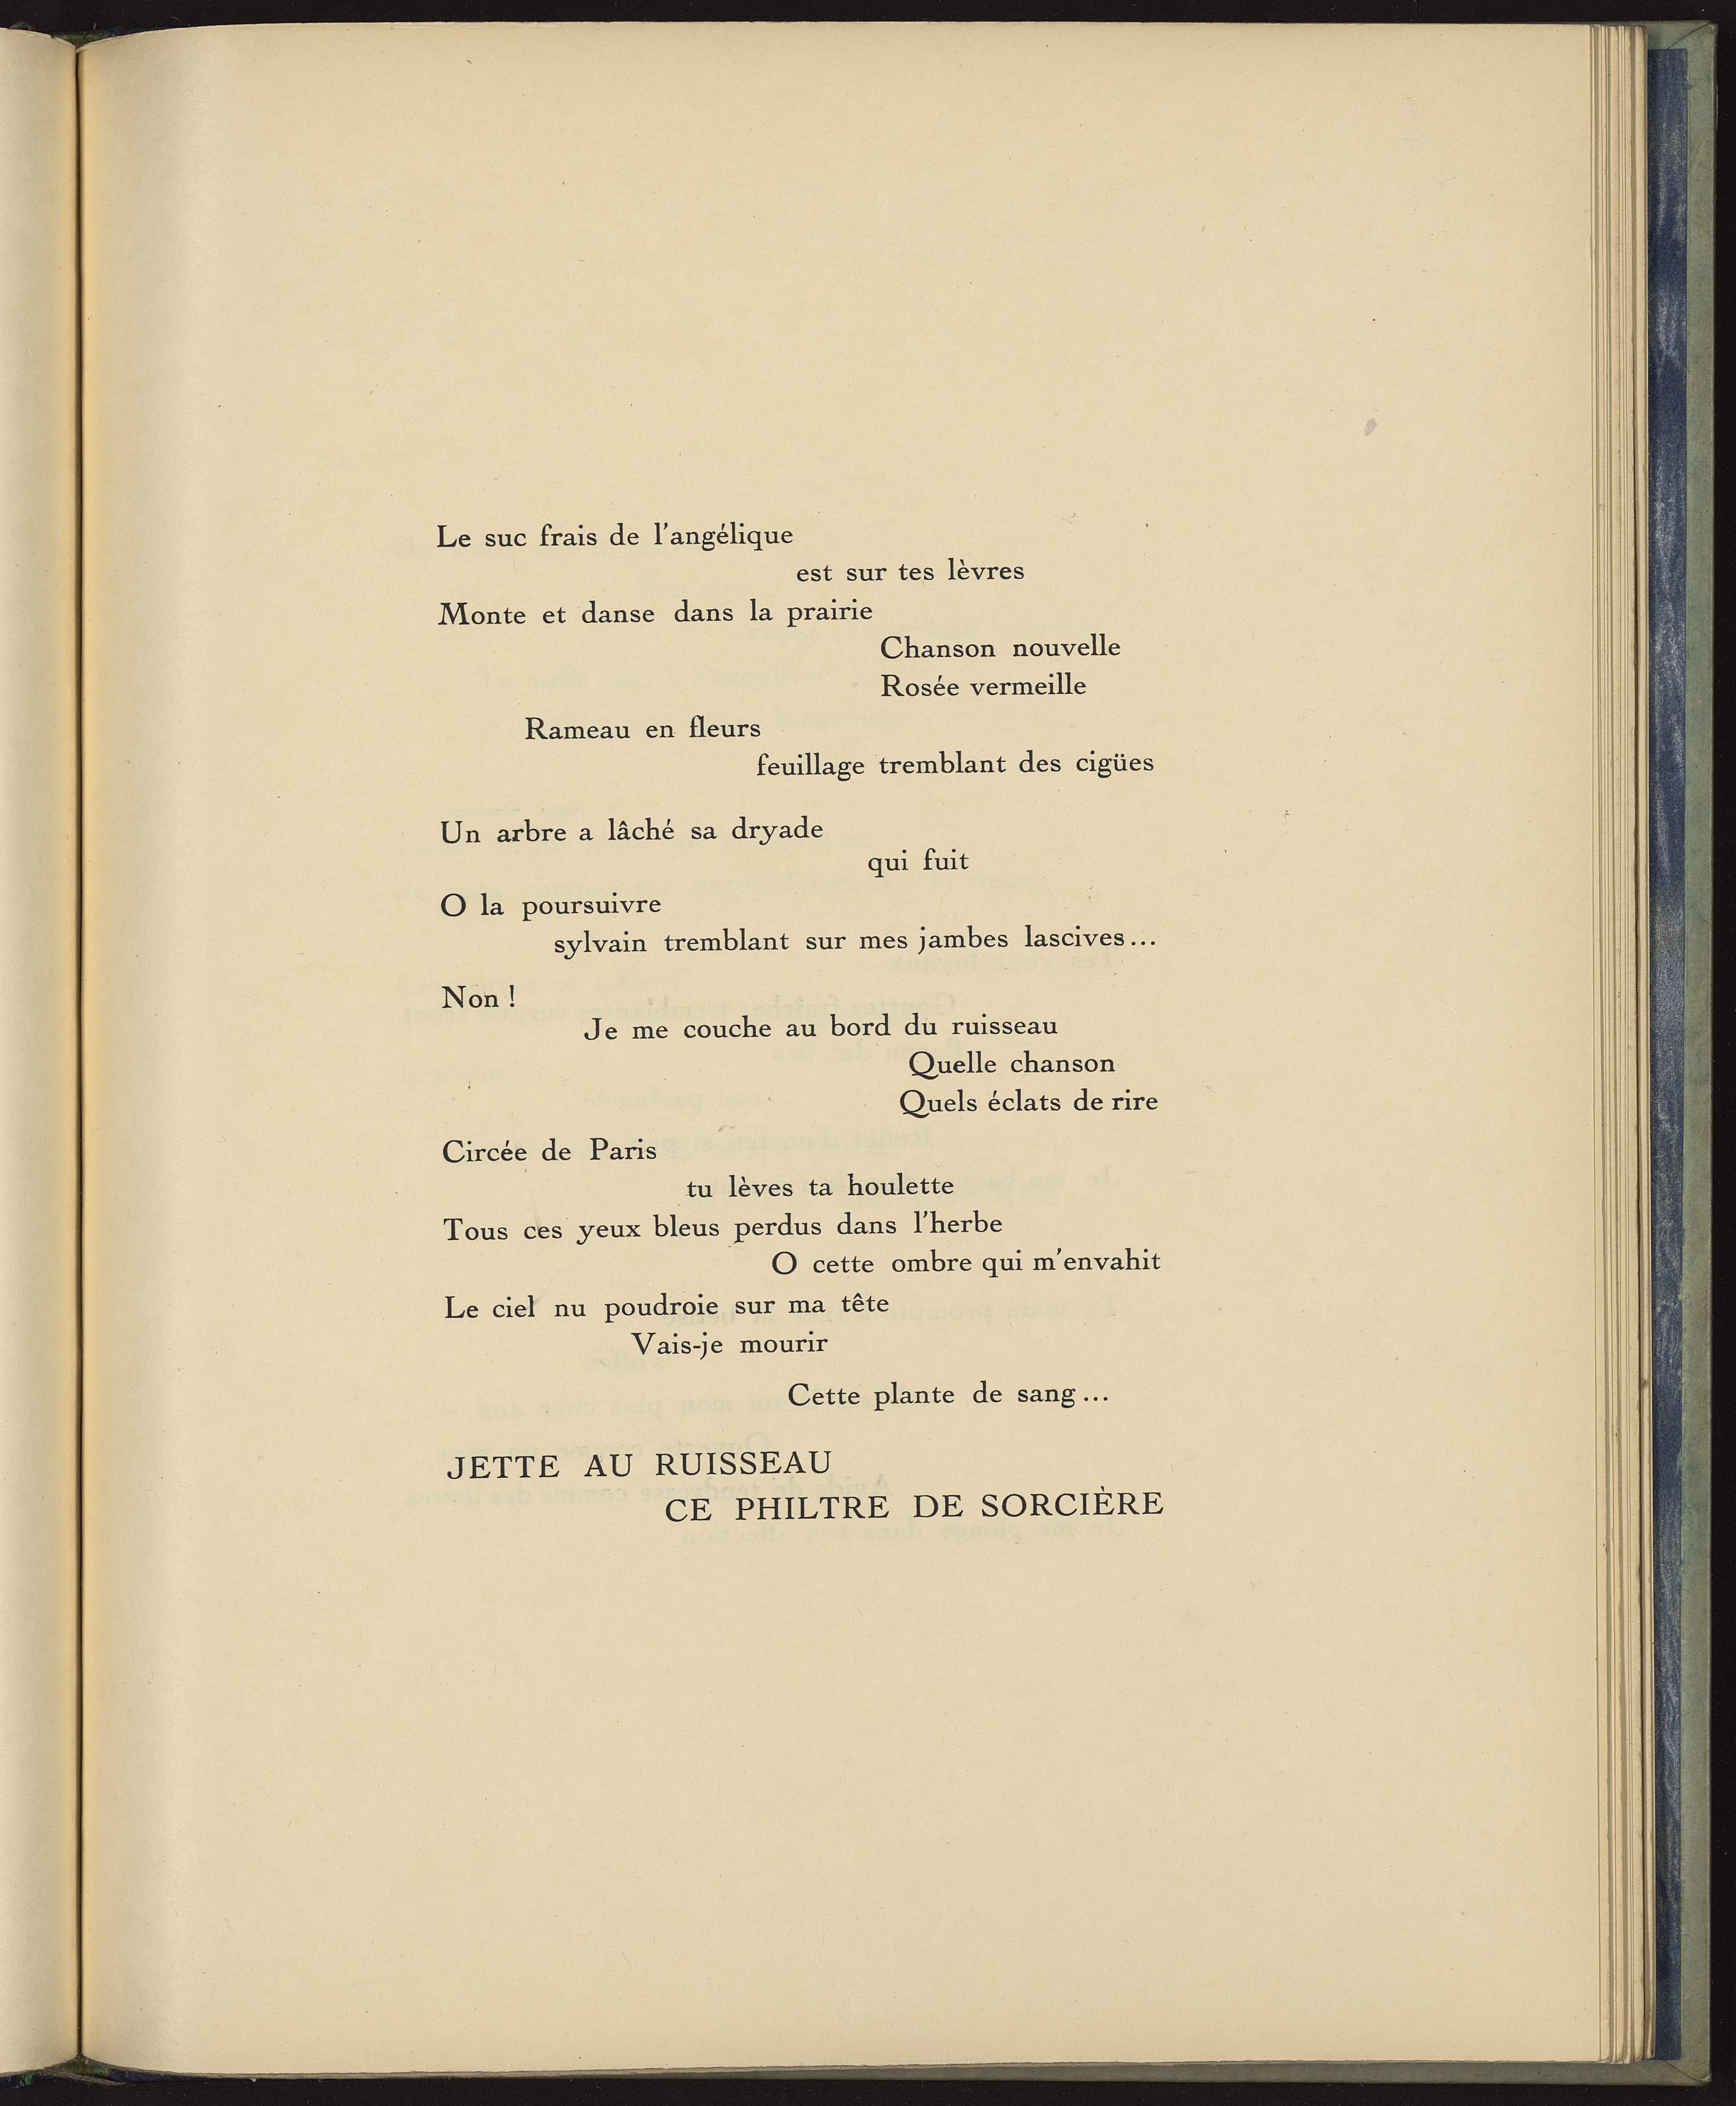 Le suc frais de l'angélique
est sur tes lèvres
Monte et danse dans la prairie
Chanson nouvelle
Rosée vermeille
Rameau en fleurs
feuillage tremblant des cigües
Un arbre a lâché sa dryade
qui fuit
O la poursuivre
sylvain tremblant sur mes jambes lascives...
Non !
Je me couche au bord du ruisseau
Quelle chanson
Quels éclats de rire
Circée de Paris
tu lèves ta houlette
Tous ces yeux bleus perdus dans l'herbe
O cette ombre qui m'envahit
Le ciel nu poudroie sur ma tête
Vais-je mourir
Cette plante de sang...
JETTE AU RUISSEAU
CE PHILTRE DE SORCIÈRE